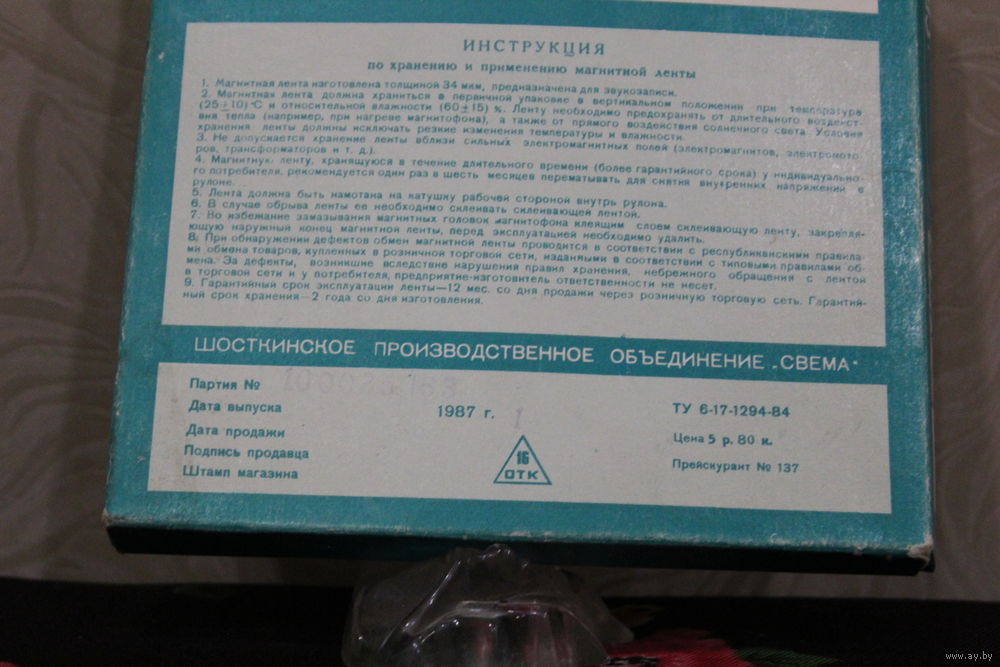 ИНСТРУКЦИЯ
по хранению и применению магнитной ленты
1. Магнитная лента изготовлена толщиной 34 мкм, предназначена для звукозаписи.
2. Магнитная лента должна храниться в первичной упаковке в вертикальном положении при температуре
(25±10) °С и относительной влажности (60±15) %. Ленту необходимо предохранять от длительного воздейст-
вия тепла (например, при нагреве магнитофона), а также от прямого воздействия солнечного света. Условия
хранения ленты должны исключать резкие изменения температуры и влажности.
3. Не допускается хранение ленты вблизи сильных электромагнитных полей (электромагнитов, электромото-
ров, трансформаторов и т. д.).
4. Магнитную ленту, хранящуюся в течение длительного времени (более гарантийного срока) у индивидуально-
го потребителя, рекомендуется один раз в шесть месяцев перематывать для снятия внутренних напряжений в
рулоне.
5. Лента должна быть намотана на катушку рабочей стороной внутрь рулона.
6. В случае обрыва ленты ее необходимо склеивать склеивающей лентой.
7. Во избежание замазывания магнитных головок магнитофона клеящим слоем склеивающую ленту, закрепля-
ющую наружный конец магнитной ленты, перед эксплуатацией необходимо удалить.
8. При обнаружении дефектов обмен магнитной ленты проводится в соответствии с республиканскими правила-
ми обмена товаров, купленных в розничной торговой сети, изданными в соответствии с типовыми правилами об-
мена. За дефекты, возникшие вследствие нарушения правил хранения, небрежного обращения с лентой
в торговой сети и у потребителя, предприятие-изготовитель ответственности не несет.
9. Гарантийный срок эксплуатации ленты—12 мес. со дня продажи через розничную торговую сеть. Гарантий-
ный срок хранения—2 года со дня изготовления.
ШОСТКИНСКОЕ ПРОИЗВОДСТВЕННОЕ ОБЪЕДИНЕНИЕ „СВЕМА"
Партия №
Дата выпуска 1987 г. ТУ 6-17-1294-84
Дата продажи Цена 5 р. 80 к.
Подпись продавца 16 Прейскурант № 137
Штамп магазина ОТК
www.ay.by